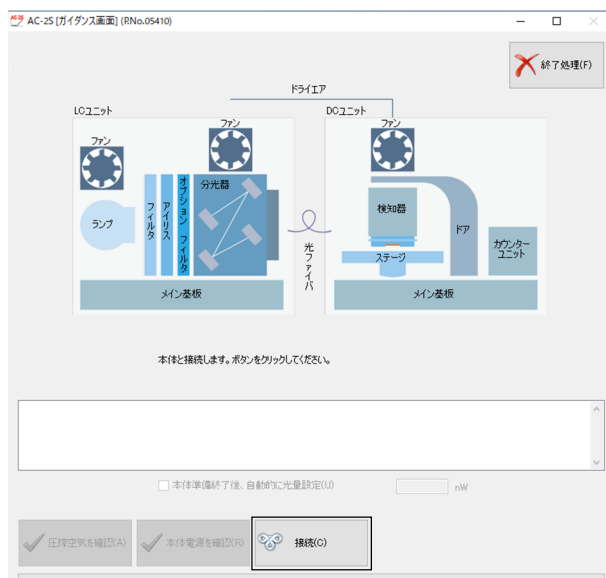 AC-2S [ガイダンス画面] (RNo.05410)
終了処理(F)
ドライエア
LCユニット
DCユニット
ファン
ファン
ファン
ランプ
フィルタ
アイリス
オプション フィルタ
分光器
光ファイバ
検知器
ステージ
ドア
カウンター
ユニット
メイン基板
メイン基板
本体と接続します。ボタンをクリックしてください。
本体準備終了後、自動的に光量設定(U)
nW
圧搾空気を確認(A)
本体電源を確認(R)
接続(C)